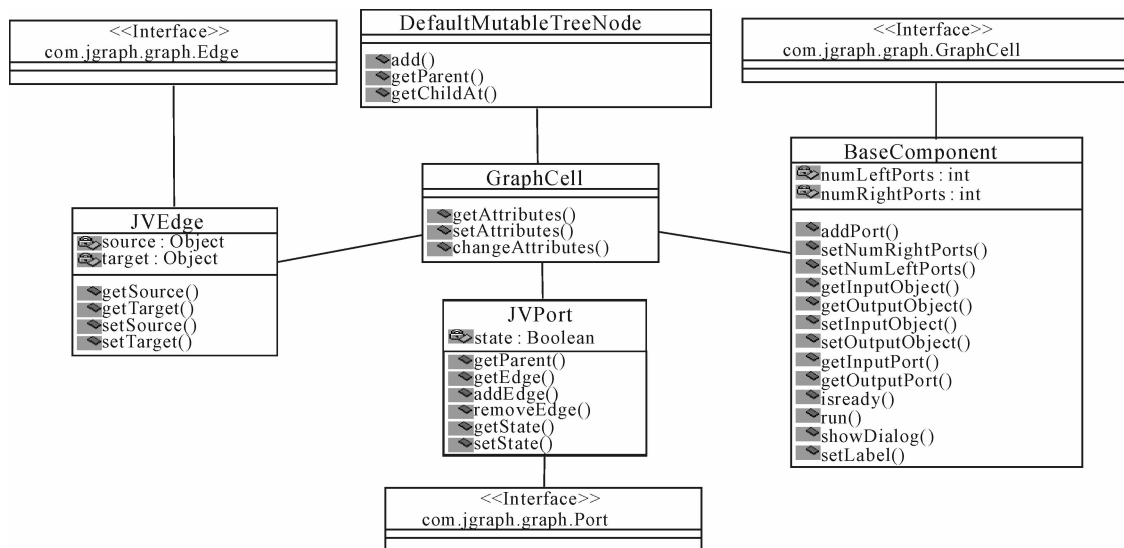 <<Interface>>
com.jgraph.graph.Edge
DefaultMutableTreeNode
add()
getParent()
getChildAt()
<<Interface>>
com.jgraph.graph.GraphCell
JVEdge
source : Object
target : Object
getSource()
getTarget()
setSource()
setTarget()
GraphCell
getAttributes()
setAttributes()
changeAttributes()
BaseComponent
numLeftPorts : int
numRightPorts : int
addPort()
setNumRightPorts()
setNumLeftPorts()
getInputObject()
getOutputObject()
setInputObject()
setOutputObject()
getInputPort()
getOutputPort()
isready()
run()
showDialog()
setLabel()
JVPort
state : Boolean
getParent()
getEdge()
addEdge()
removeEdge()
getState()
setState()
<<Interface>>
com.jgraph.graph.Port